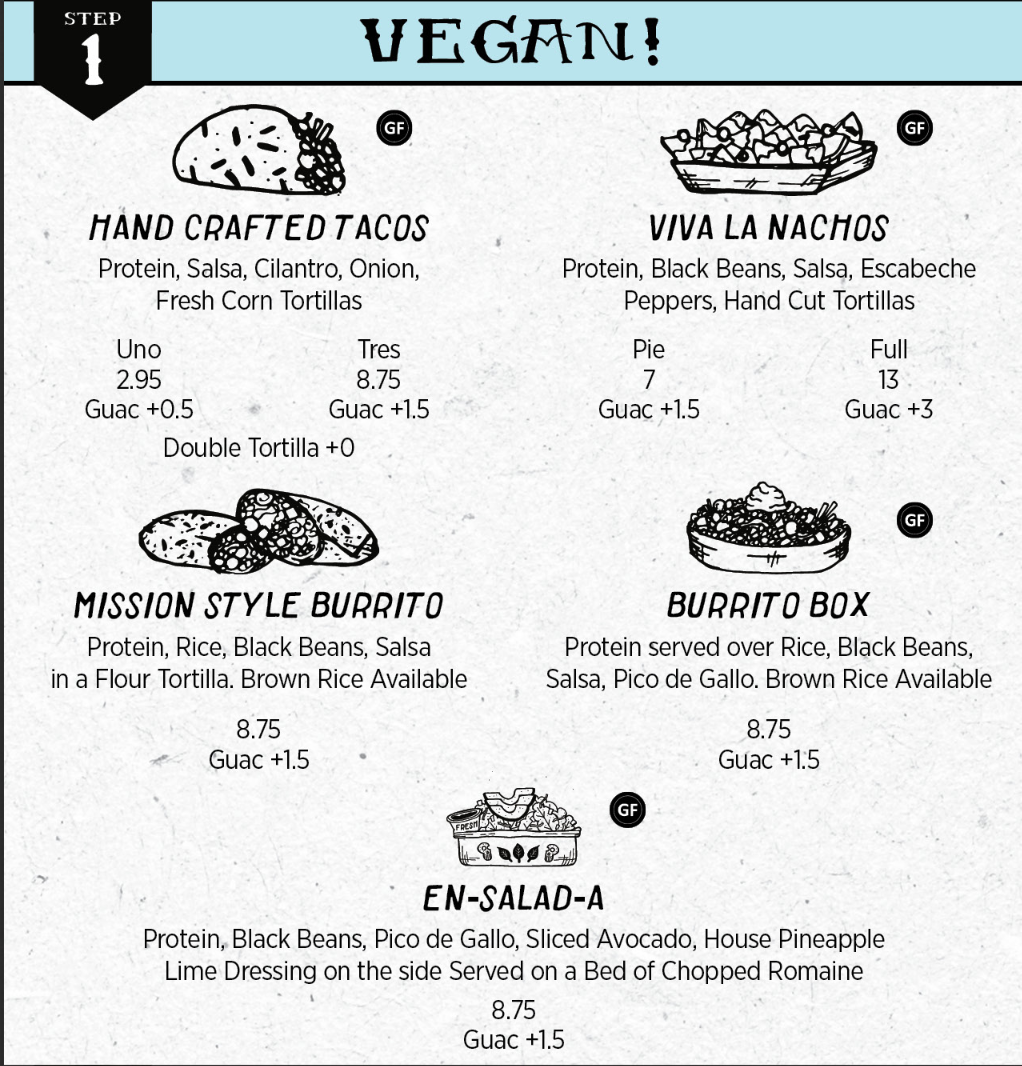 STEP
1
VEGAN!
GF
HAND CRAFTED TACOS
Protein, Salsa, Cilantro, Onion,
Fresh Corn Tortillas
Uno
2.95
Guac +0.5
Tres
8.75
Guac +1.5
Double Tortilla +0
GF
VIVA LA NACHOS
Protein, Black Beans, Salsa, Escabeche
Peppers, Hand Cut Tortillas
Pie
7
Guac +1.5
Full
13
Guac +3
MISSION STYLE BURRITO
Protein, Rice, Black Beans, Salsa
in a Flour Tortilla. Brown Rice Available
8.75
Guac +1.5
GF
BURRITO BOX
Protein served over Rice, Black Beans,
Salsa, Pico de Gallo. Brown Rice Available
8.75
Guac +1.5
FRESH
GF
EN-SALAD-A
Protein, Black Beans, Pico de Gallo, Sliced Avocado, House Pineapple
Lime Dressing on the side Served on a Bed of Chopped Romaine
8.75
Guac +1.5